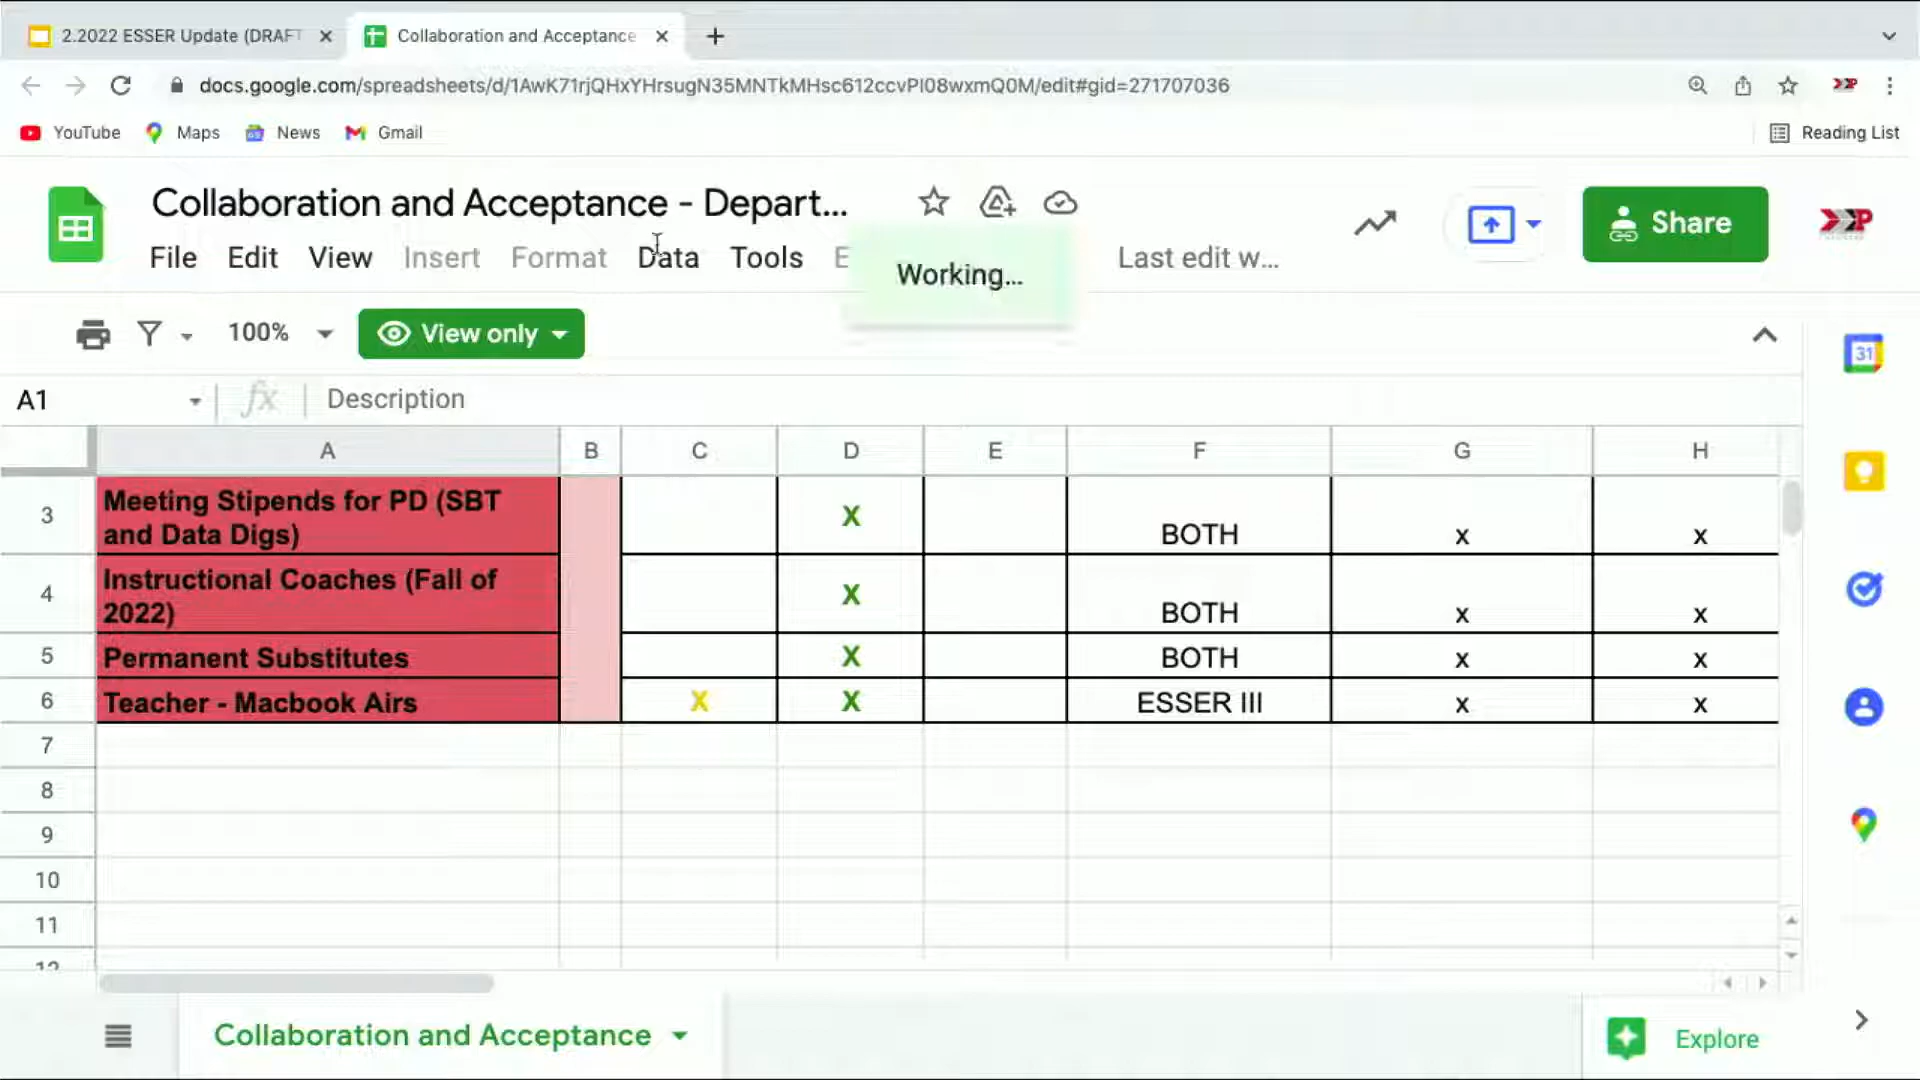 2.2022 ESSER Update (DRAFT
Collaboration and Acceptance
docs.google.com/spreadsheets/d/1AwK71rjQHxYHrsugN35MNTkMHsc612ccvPI08wxmQ0M/edit#gid=271707036
YouTube Maps News Gmail Reading List
Collaboration and Acceptance - Depart...
Share
File Edit View Insert Format Data Tools E Last edit w...
Working...
100% View only
31
A1 fx Description
A B C D E F G H
3 Meeting Stipends for PD (SBT
and Data Digs) X BOTH x x
4 Instructional Coaches (Fall of
2022) X BOTH x x
5 Permanent Substitutes X BOTH x x
6 Teacher - Macbook Airs X X ESSER III x x
7
8
9
10
11
12
Collaboration and Acceptance
Explore